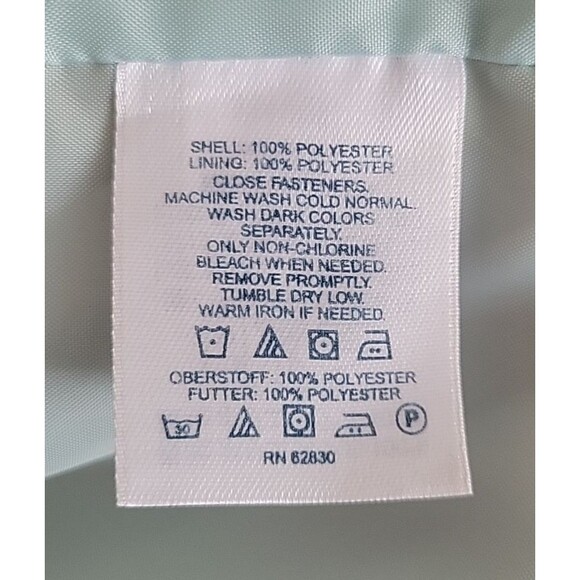 SHELL: 100% POLYESTER
LINING: 100% POLYESTER
CLOSE FASTENERS.
MACHINE WASH COLD NORMAL.
WASH DARK COLORS
SEPARATELY.
ONLY NON-CHLORINE
BLEACH WHEN NEEDED.
REMOVE PROMPTLY.
TUMBLE DRY LOW.
WARM IRON IF NEEDED.
OBERSTOFF: 100% POLYESTER
FUTTER: 100% POLYESTER
30 P
RN 62830